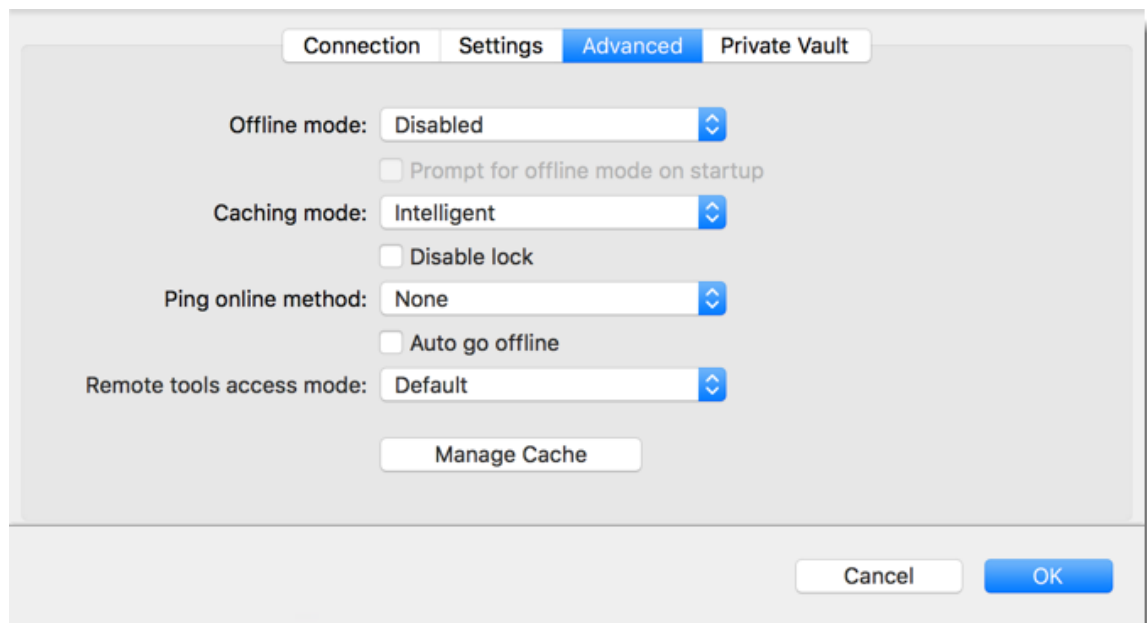 Connection Settings Advanced Private Vault
Offline mode: Disabled
Prompt for offline mode on startup
Caching mode: Intelligent
Disable lock
Ping online method: None
Auto go offline
Remote tools access mode: Default
Manage Cache
Cancel OK